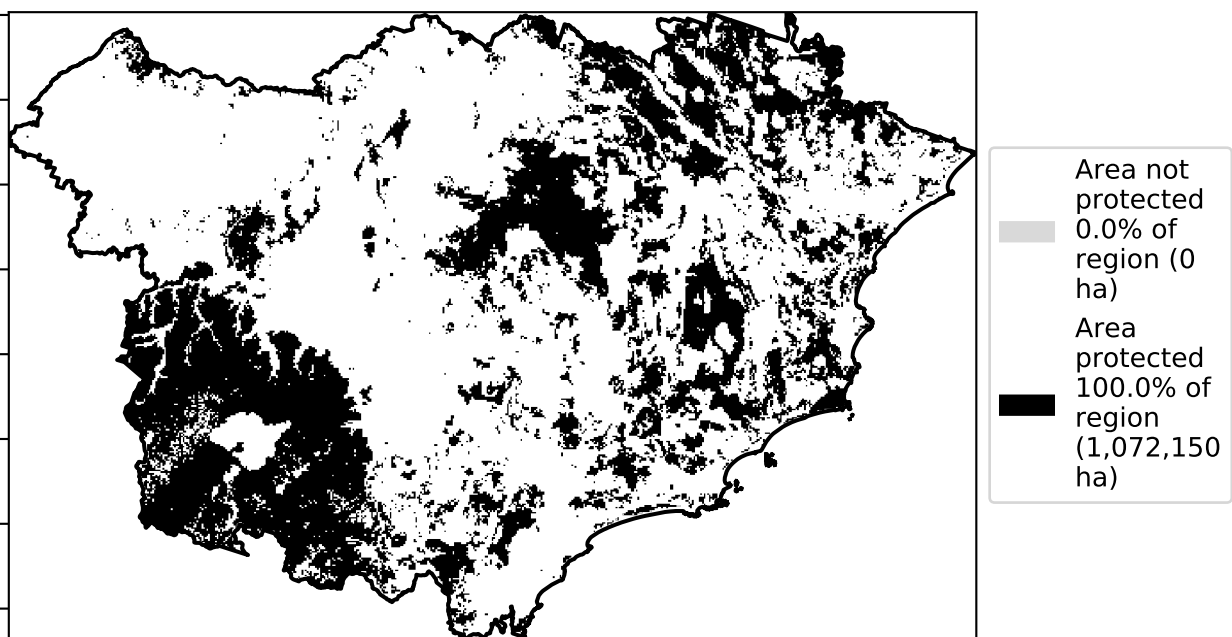 Area not
protected
0.0% of
region (0
ha)
Area
protected
100.0% of
region
(1,072,150
ha)